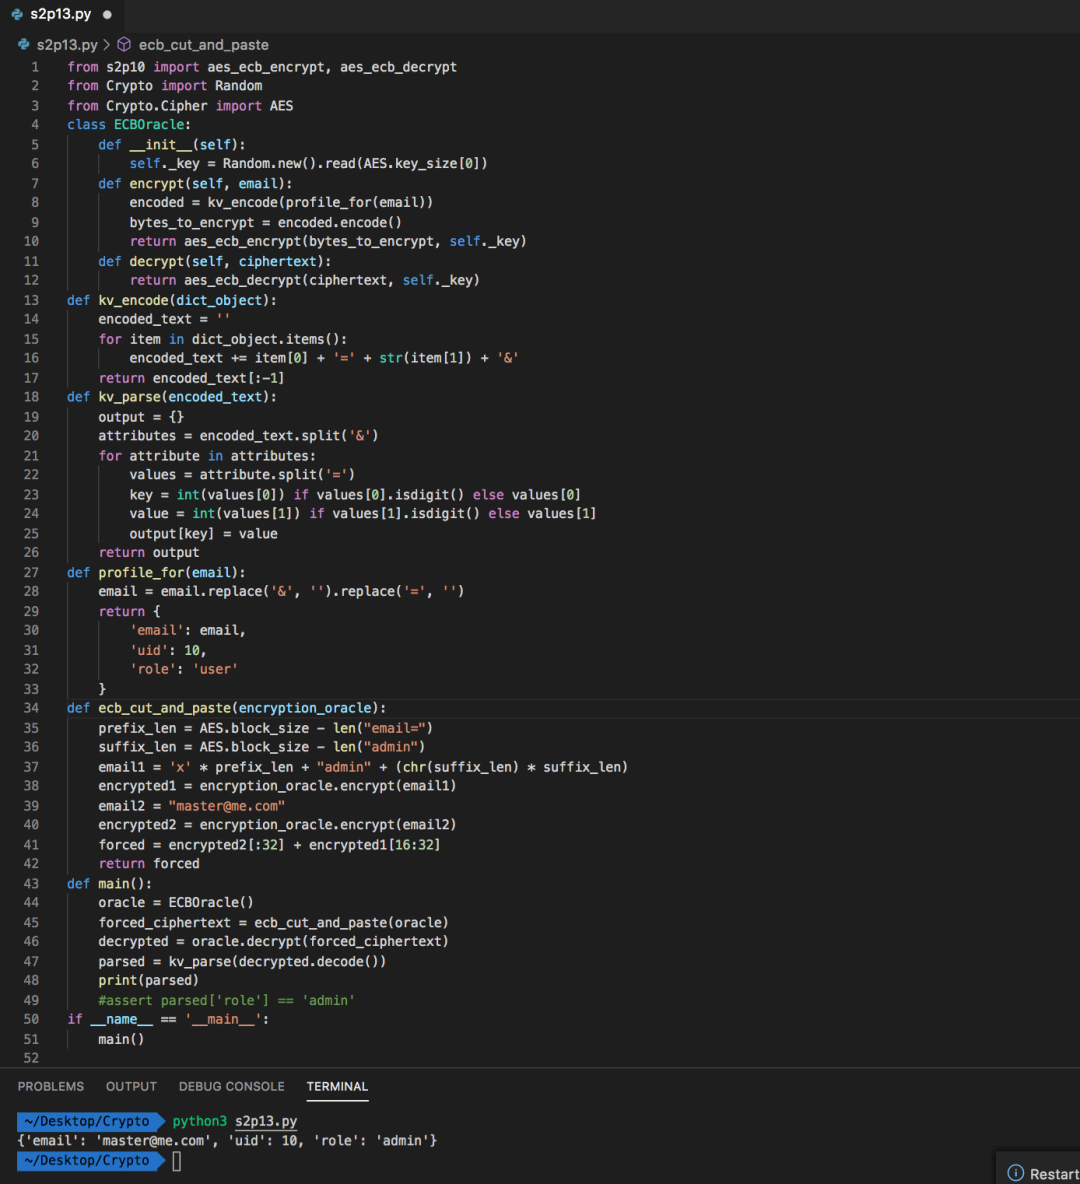 s2p13.py
s2p13.py > ecb_cut_and_paste
1 from s2p10 import aes_ecb_encrypt, aes_ecb_decrypt
2 from Crypto import Random
3 from Crypto.Cipher import AES
4 class ECBOracle:
5     def __init__(self):
6         self._key = Random.new().read(AES.key_size[0])
7     def encrypt(self, email):
8         encoded = kv_encode(profile_for(email))
9         bytes_to_encrypt = encoded.encode()
10         return aes_ecb_encrypt(bytes_to_encrypt, self._key)
11     def decrypt(self, ciphertext):
12         return aes_ecb_decrypt(ciphertext, self._key)
13 def kv_encode(dict_object):
14     encoded_text = ''
15     for item in dict_object.items():
16         encoded_text += item[0] + '=' + str(item[1]) + '&'
17     return encoded_text[:-1]
18 def kv_parse(encoded_text):
19     output = {}
20     attributes = encoded_text.split('&')
21     for attribute in attributes:
22         values = attribute.split('=')
23         key = int(values[0]) if values[0].isdigit() else values[0]
24         value = int(values[1]) if values[1].isdigit() else values[1]
25         output[key] = value
26     return output
27 def profile_for(email):
28     email = email.replace('&', '').replace('=', '')
29     return {
30         'email': email,
31         'uid': 10,
32         'role': 'user'
33     }
34 def ecb_cut_and_paste(encryption_oracle):
35     prefix_len = AES.block_size - len("email=")
36     suffix_len = AES.block_size - len("admin")
37     email1 = 'x' * prefix_len + "admin" + (chr(suffix_len) * suffix_len)
38     encrypted1 = encryption_oracle.encrypt(email1)
39     email2 = "master@me.com"
40     encrypted2 = encryption_oracle.encrypt(email2)
41     forced = encrypted2[:32] + encrypted1[16:32]
42     return forced
43 def main():
44     oracle = ECBOracle()
45     forced_ciphertext = ecb_cut_and_paste(oracle)
46     decrypted = oracle.decrypt(forced_ciphertext)
47     parsed = kv_parse(decrypted.decode())
48     print(parsed)
49     #assert parsed['role'] == 'admin'
50 if __name__ == '__main__':
51     main()
52
PROBLEMS OUTPUT DEBUG CONSOLE TERMINAL
~/Desktop/Crypto python3 s2p13.py
{'email': 'master@me.com', 'uid': 10, 'role': 'admin'}
~/Desktop/Crypto
Restart